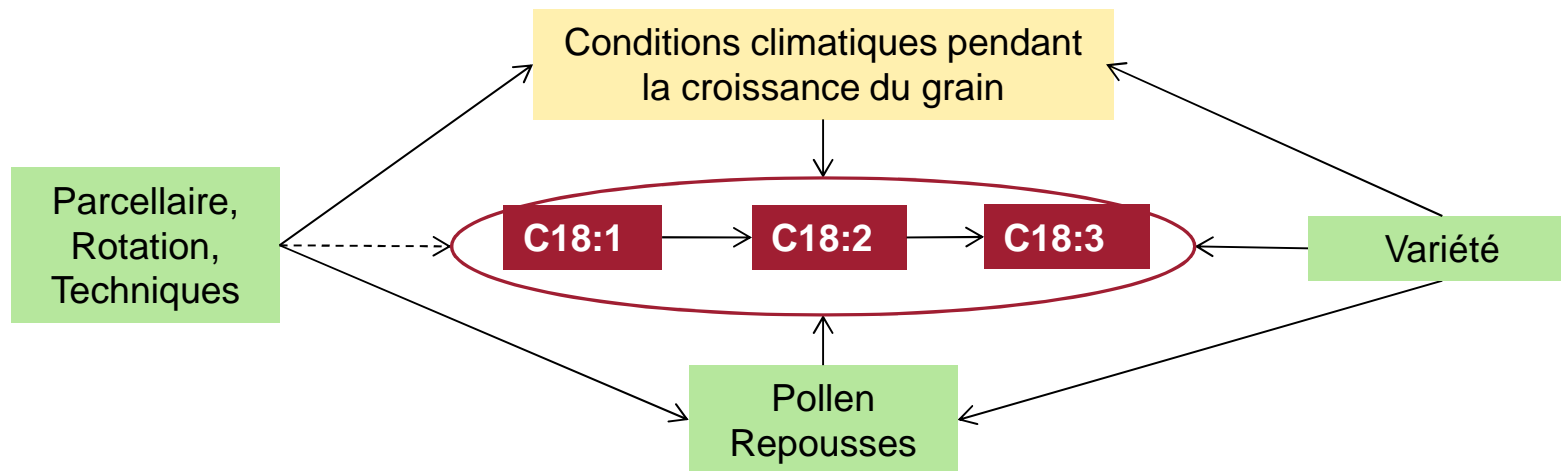 Conditions climatiques pendant
la croissance du grain
Parcellaire,
Rotation,
Techniques
C18:1
C18:2
C18:3
Variété
Pollen
Repousses